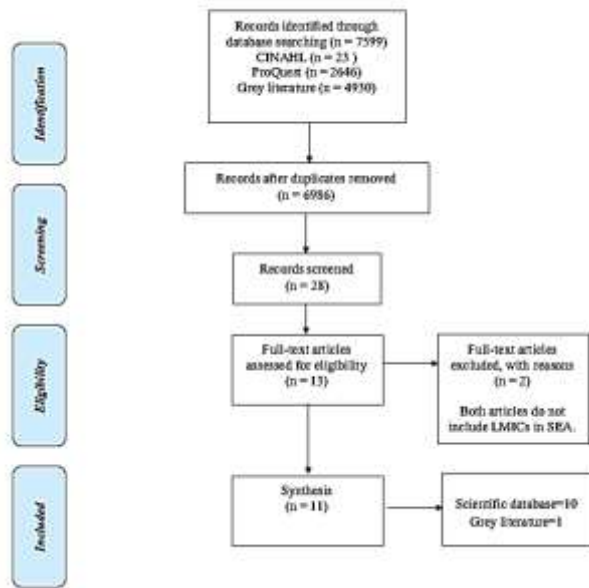 Records identified through
database searching (n = 7599)
CINAHL (n = 23 )
ProQuest (n = 2646)
Grey literature (n = 4930)
Identification
Records after duplicates removed
(n = 6986)
Screening
Records screened
(n = 28)
Full-text articles
assessed for eligibility
(n = 13)
Full-text articles
excluded, with reasons
(n = 2)
Both articles do not
include LMICs in SEA.
Eligibility
Synthesis
(n = 11)
Scientific database=10
Grey literature=1
Included